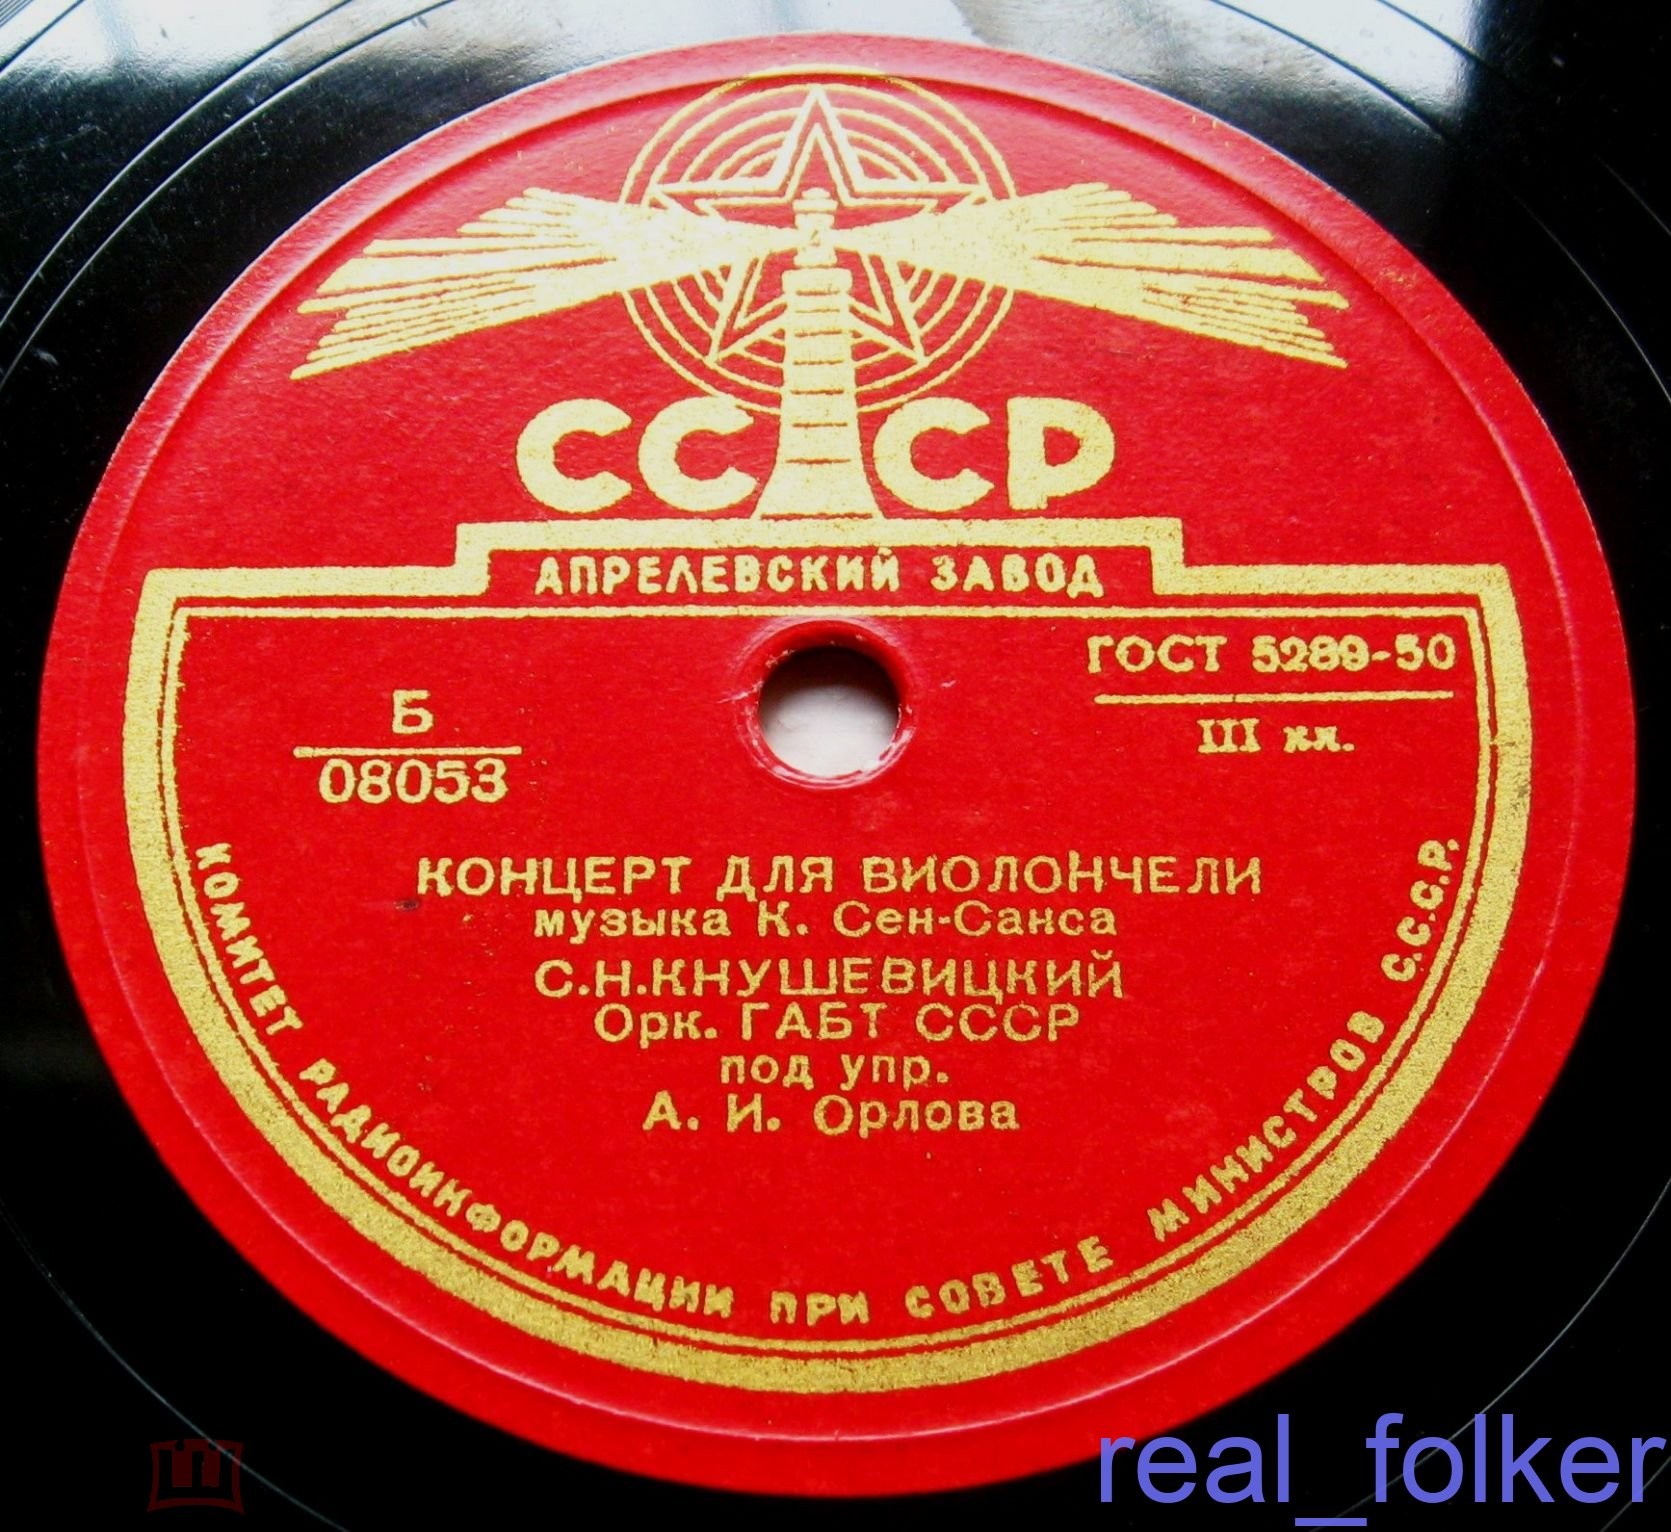 СССР
АПРЕЛЕВСКИЙ ЗАВОД
ГОСТ 5289-50
III кл.
Б
08053
КОНЦЕРТ ДЛЯ ВИОЛОНЧЕЛИ
музыка К. Сен-Санса
С.Н.КНУШЕВИЦКИЙ
Орк. ГАБТ СССР
под упр.
А. И. Орлова
КОМИТЕТ РАДИОИНФОРМАЦИИ ПРИ СОВЕТЕ МИНИСТРОВ С.С.С.Р.
real_folker